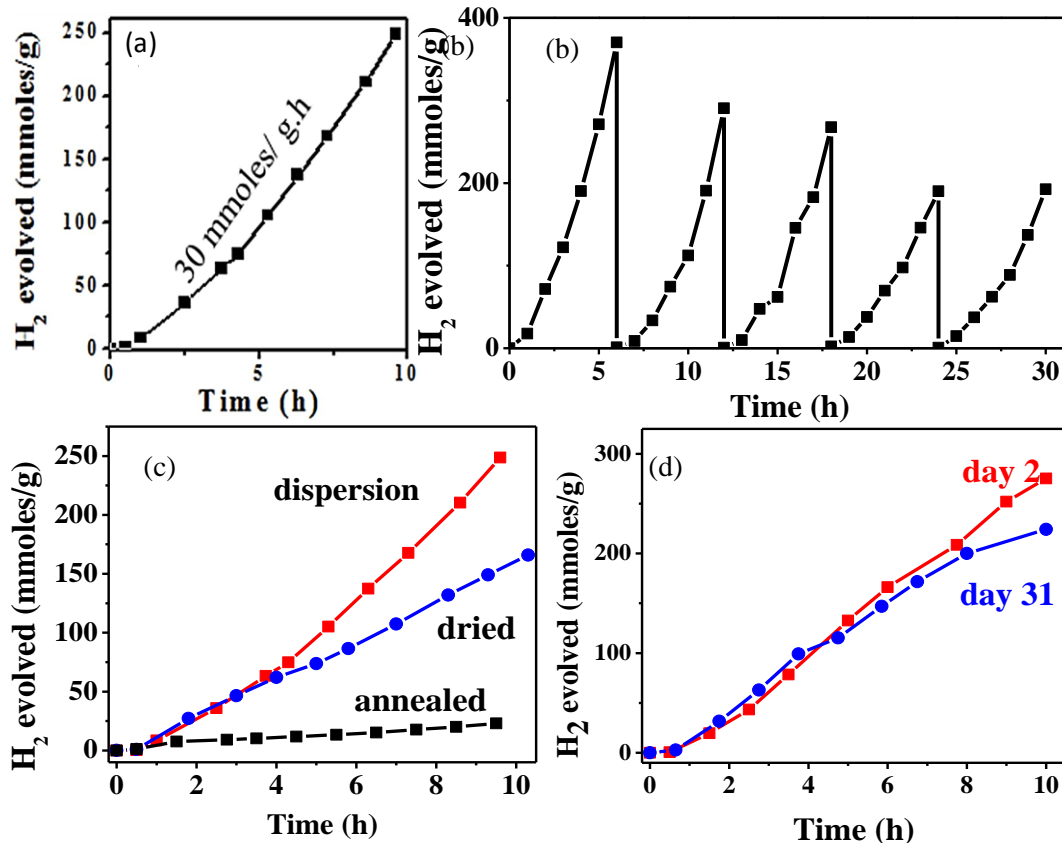 (a)
H2 evolved (mmoles/g)
250
200
150
100
50
0
30 mmoles/ g.h
0
5
10
Time (h)
(b)
(b)
H2 evolved (mmoles/g)
400
200
0
0
5
10
15
20
25
30
Time (h)
(c)
H2 evolved (mmoles/g)
250
200
150
100
50
0
dispersion
dried
annealed
0
2
4
6
8
10
Time (h)
(d)
H2 evolved (mmoles/g)
300
200
100
0
day 2
day 31
0
2
4
6
8
10
Time (h)